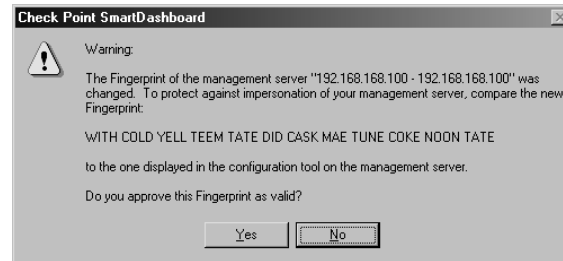 Check Point SmartDashboard
Warning:
The Fingerprint of the management server "192.168.168.100 - 192.168.168.100" was
changed. To protect against impersonation of your management server, compare the new
Fingerprint:
WITH COLD YELL TEEM TATE DID CASK MAE TUNE COKE NOON TATE
to the one displayed in the configuration tool on the management server.
Do you approve this Fingerprint as valid?
Yes No